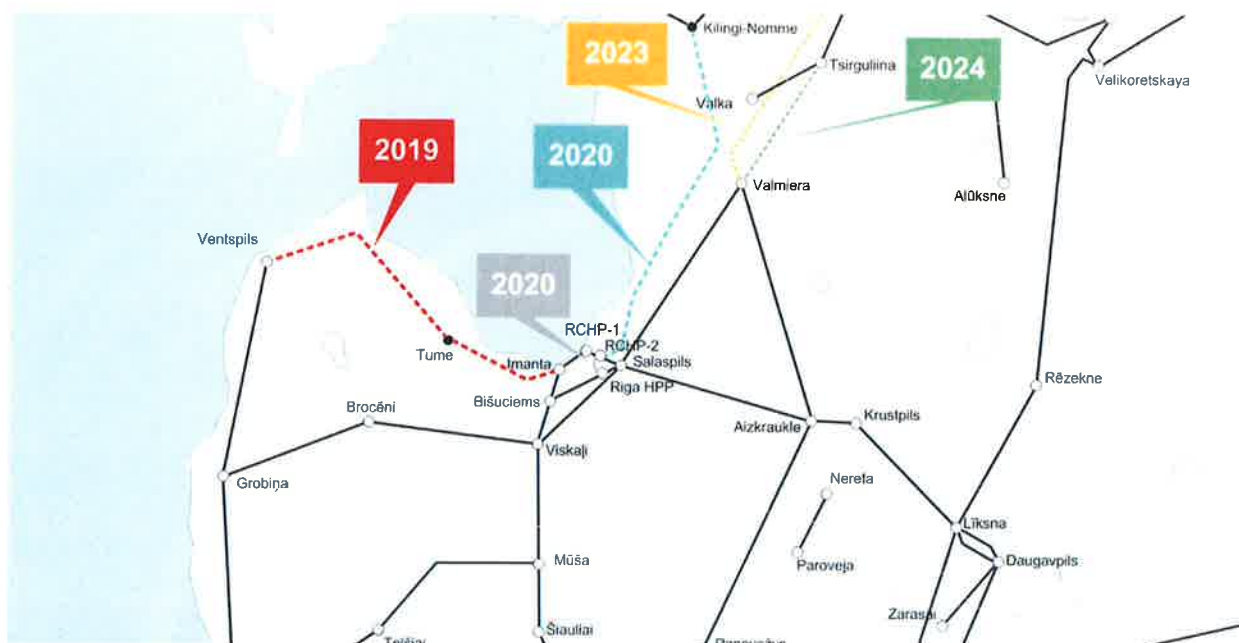 Kilingi-Nomme
2023
Tsirguliina
2024
Velikoretskaya
Valka
2019
2020
Valmiera
Alūksne
Ventspils
2020
RCHP-1
RCHP-2
Tume
Imanta
Salaspils
Riga HPP
Rēzekne
Bišuciems
Brocēni
Aizkraukle
Krustpils
Viskaļi
Grobiņa
Nereta
Līksna
Mūša
Paroveja
Daugavpils
Zarasai
Šiauliai